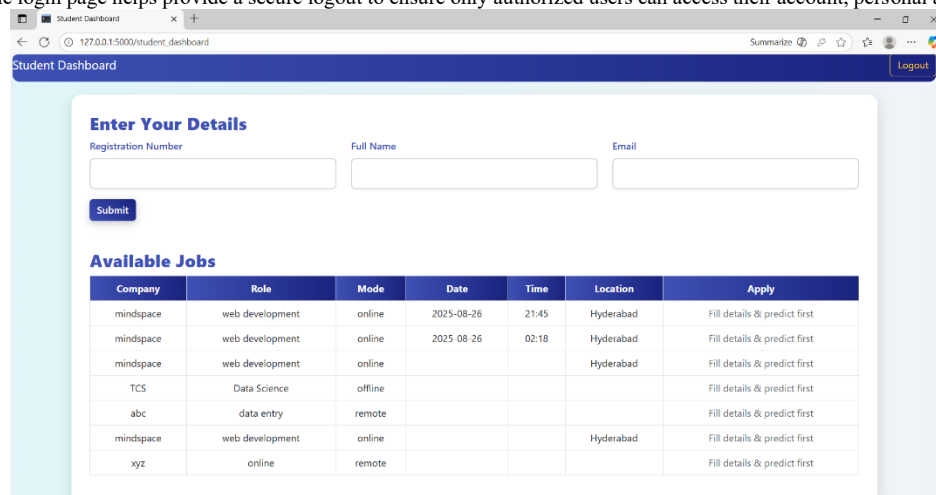 login page helps provide a secure logout to ensure only authorized users can access their account, personal
Student Dashboard
127.0.0.1:5000/student_dashboard Summarize
Student Dashboard Logout
Enter Your Details
Registration Number Full Name Email
Submit
Available Jobs
Company Role Mode Date Time Location Apply
mindspace web development online 2025-08-26 21:45 Hyderabad Fill details & predict first
mindspace web development online 2025-08-26 02:18 Hyderabad Fill details & predict first
mindspace web development online Hyderabad Fill details & predict first
TCS Data Science offline Fill details & predict first
abc data entry remote Fill details & predict first
mindspace web development online Hyderabad Fill details & predict first
xyz online remote Fill details & predict first